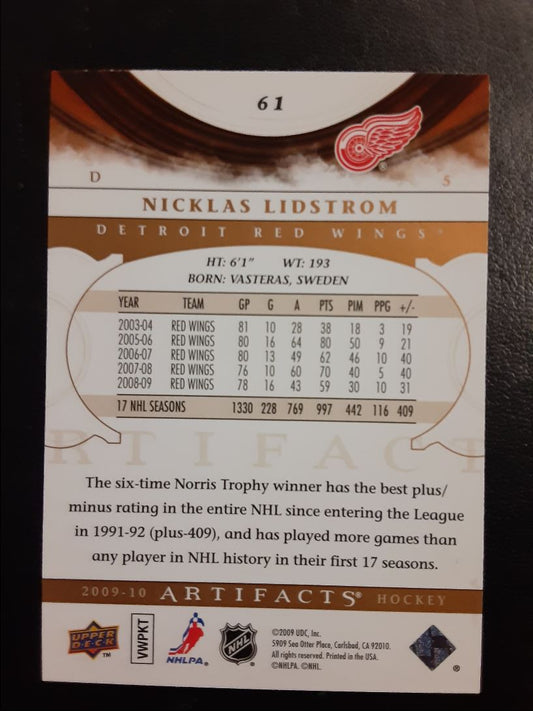 61
D 5
NICKLAS LIDSTROM
DETROIT RED WINGS®
HT: 6'1" WT: 193
BORN: VASTERAS, SWEDEN
YEAR TEAM GP G A PTS PIM PPG +/-
2003-04 RED WINGS 81 10 28 38 18 3 19
2005-06 RED WINGS 80 16 64 80 50 9 21
2006-07 RED WINGS 80 13 49 62 46 10 40
2007-08 RED WINGS 76 10 60 70 40 5 40
2008-09 RED WINGS 78 16 43 59 30 10 31
17 NHL SEASONS 1330 228 769 997 442 116 409
ARTIFACT
The six-time Norris Trophy winner has the best plus/
minus rating in the entire NHL since entering the League
in 1991-92 (plus-409), and has played more games than
any player in NHL history in their first 17 seasons.
2009-10 ARTIFACTS® HOCKEY
UPPER DECK™
VWPKT
NHLPA®
NHL
©2009 UDC, Inc.
5909 Sea Otter Place, Carlsbad, CA 92010.
All rights reserved. Printed in the USA.
©NHLPA. ©NHL.
®